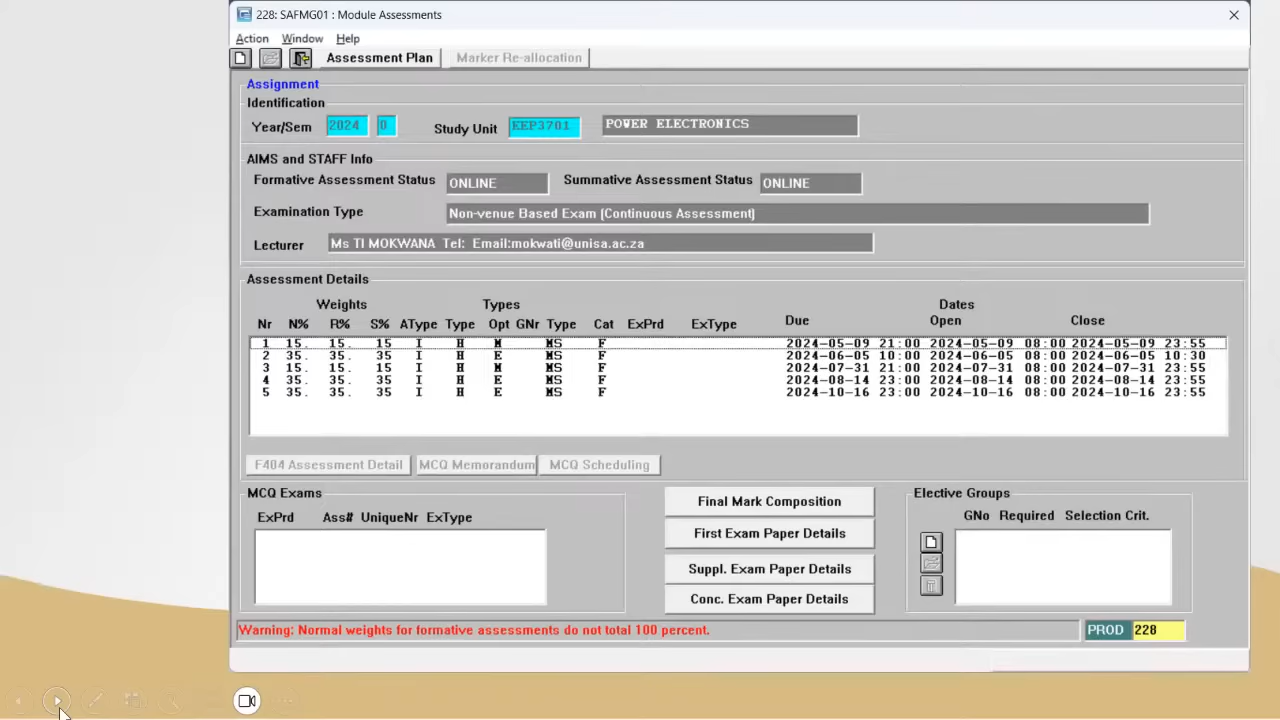 228: SAFMG01 : Module Assessments
Action Window Help
Assessment Plan Marker Re-allocation
Assignment
Identification
Year/Sem 2024 0 Study Unit EEP3701 POWER ELECTRONICS
AIMS and STAFF Info
Formative Assessment Status ONLINE Summative Assessment Status ONLINE
Examination Type Non-venue Based Exam (Continuous Assessment)
Lecturer Ms TI MOKWANA Tel: Email:mokwati@unisa.ac.za
Assessment Details
Weights Types Dates
Nr N% R% S% AType Type Opt GNr Type Cat ExPrd ExType Due Open Close
1 15. 15. 15 I H M MS F 2024-05-09 21:00 2024-05-09 08:00 2024-05-09 23:55
2 35. 35. 35 I H E MS F 2024-06-05 10:00 2024-06-05 08:00 2024-06-05 10:30
3 15. 15. 15 I H M MS F 2024-07-31 21:00 2024-07-31 08:00 2024-07-31 23:55
4 35. 35. 35 I H E MS F 2024-08-14 23:00 2024-08-14 08:00 2024-08-14 23:55
5 35. 35. 35 I H E MS F 2024-10-16 23:00 2024-10-16 08:00 2024-10-16 23:55
F404 Assessment Detail MCQ Memorandum MCQ Scheduling
MCQ Exams
ExPrd Ass# UniqueNr ExType
Final Mark Composition
First Exam Paper Details
Suppl. Exam Paper Details
Conc. Exam Paper Details
Elective Groups
GNo Required Selection Crit.
Warning: Normal weights for formative assessments do not total 100 percent.
PROD 228